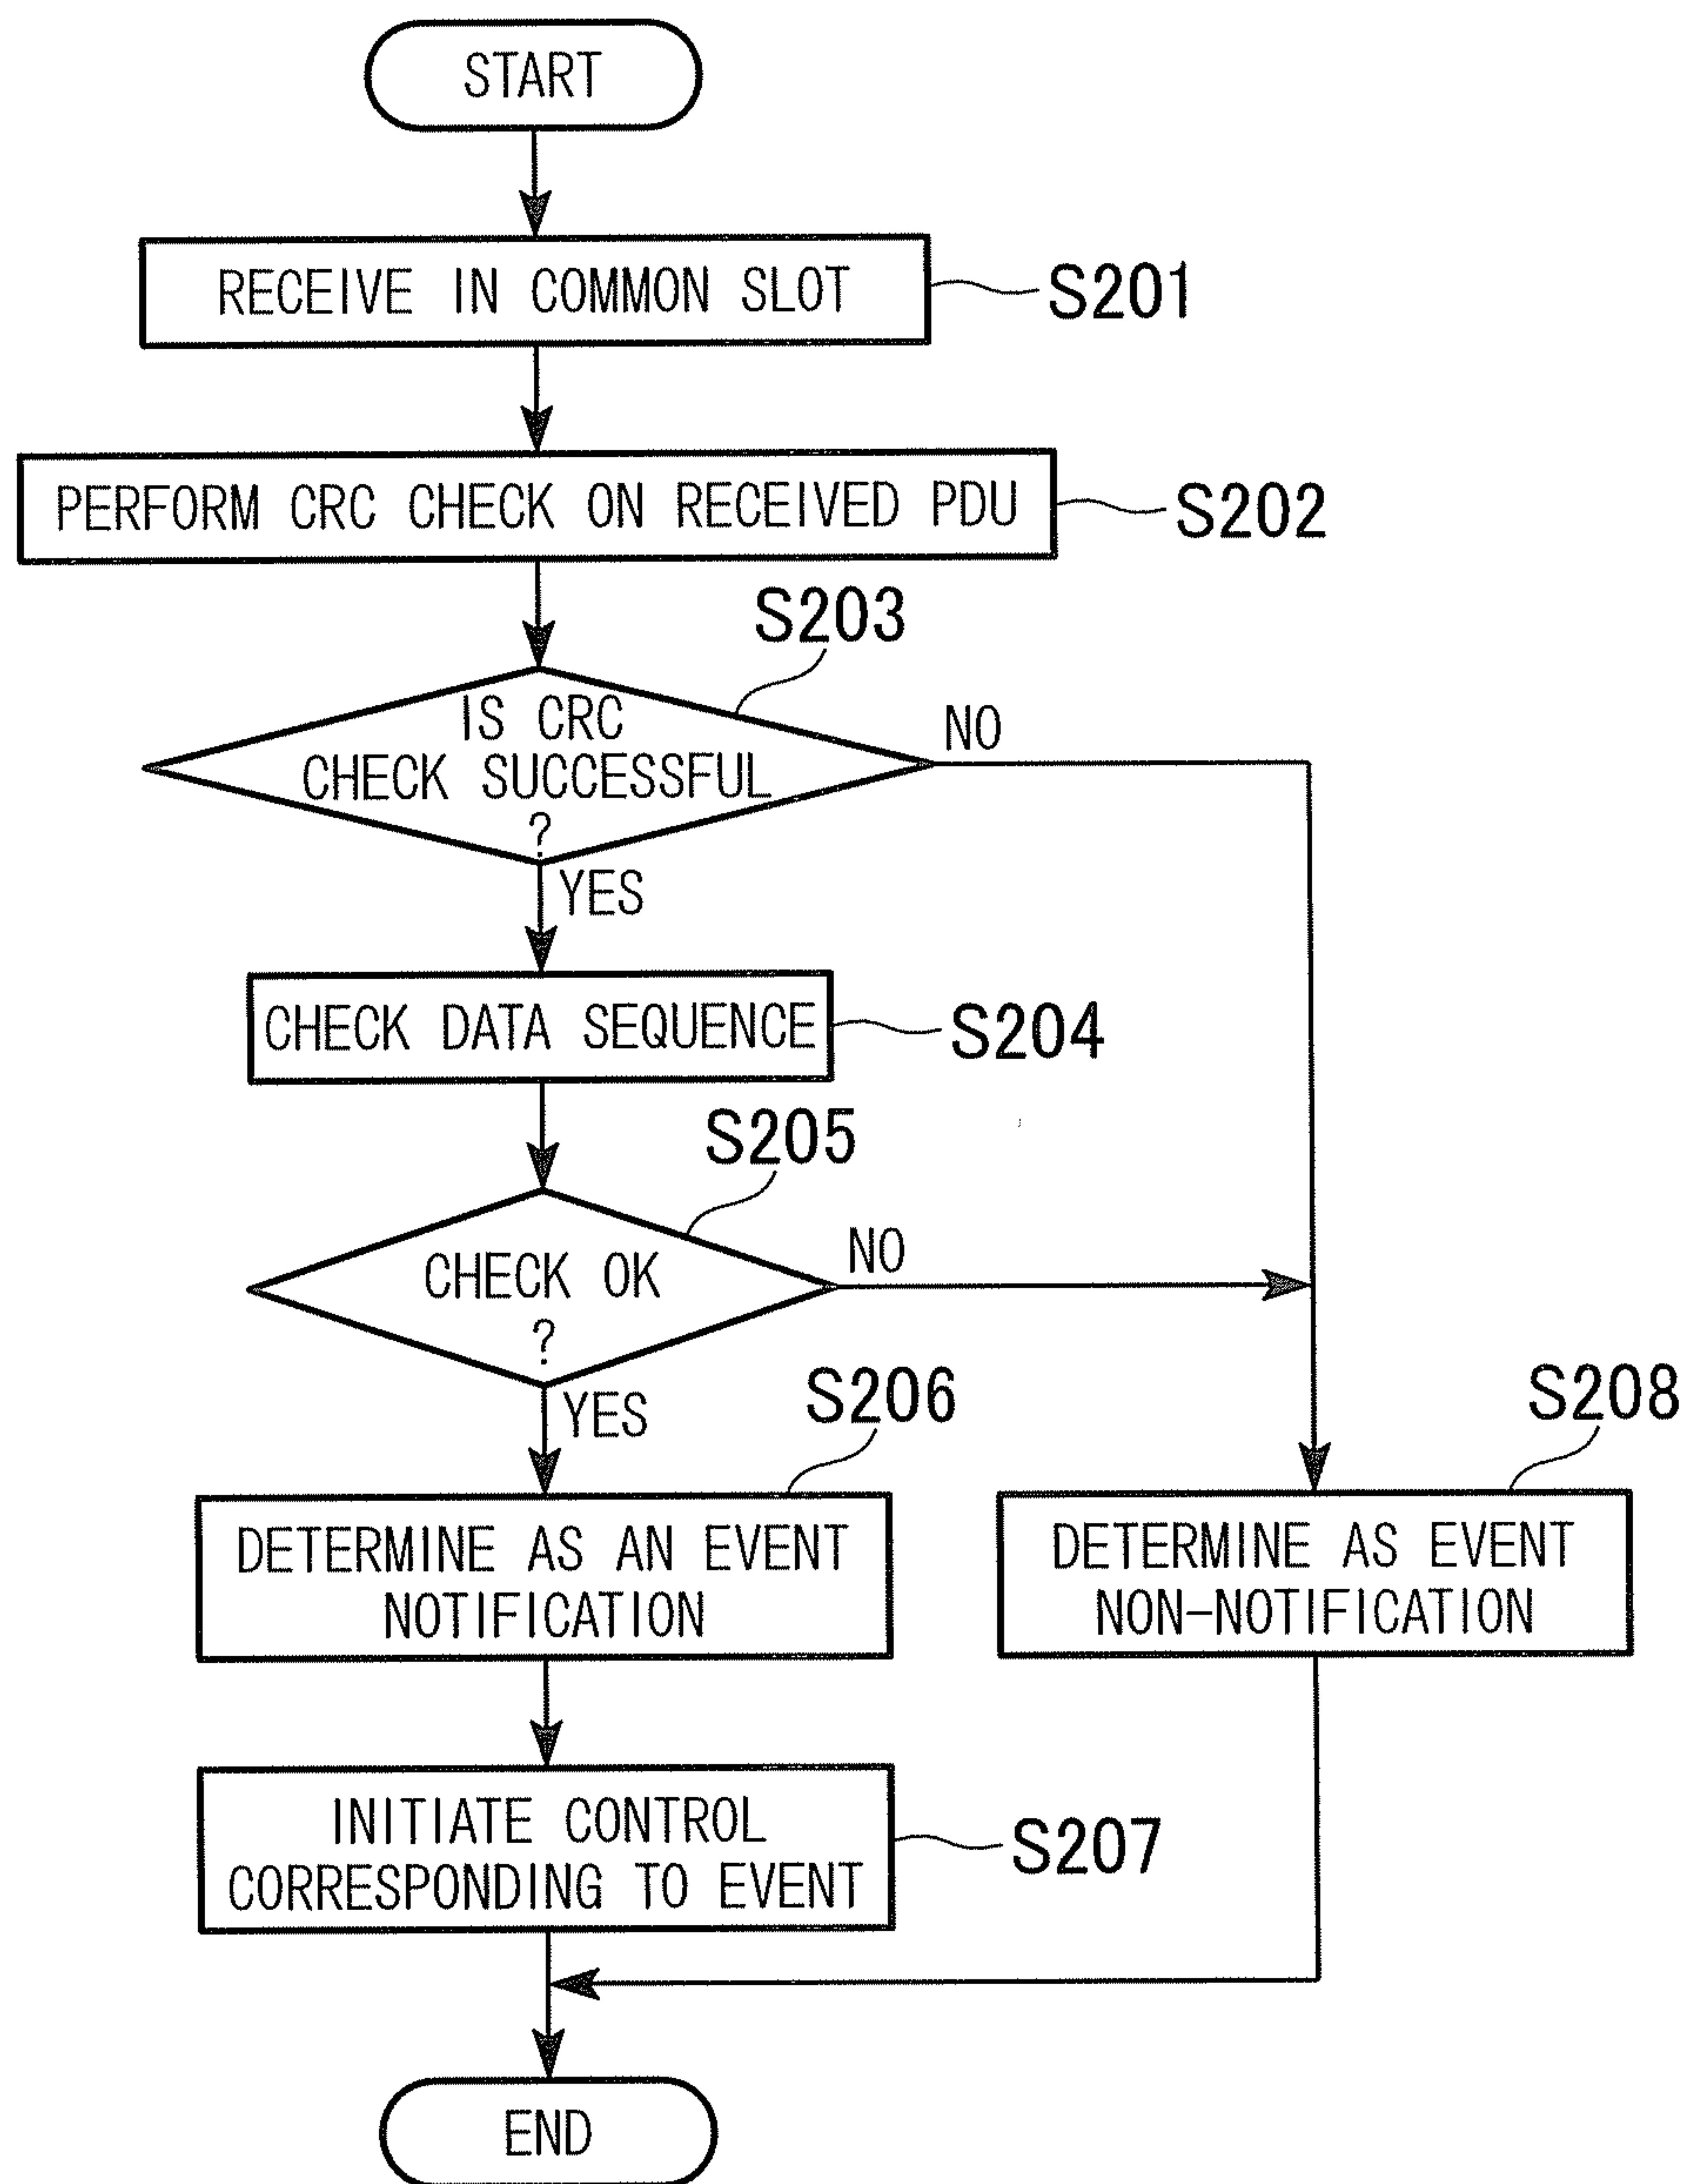 START
RECEIVE IN COMMON SLOT
S201
PERFORM CRC CHECK ON RECEIVED PDU
S202
S203
IS CRC
CHECK SUCCESSFUL
?
NO
YES
CHECK DATA SEQUENCE
S204
S205
CHECK OK
?
NO
YES
S206
DETERMINE AS AN EVENT
NOTIFICATION
S208
DETERMINE AS EVENT
NON-NOTIFICATION
INITIATE CONTROL
CORRESPONDING TO EVENT
S207
END